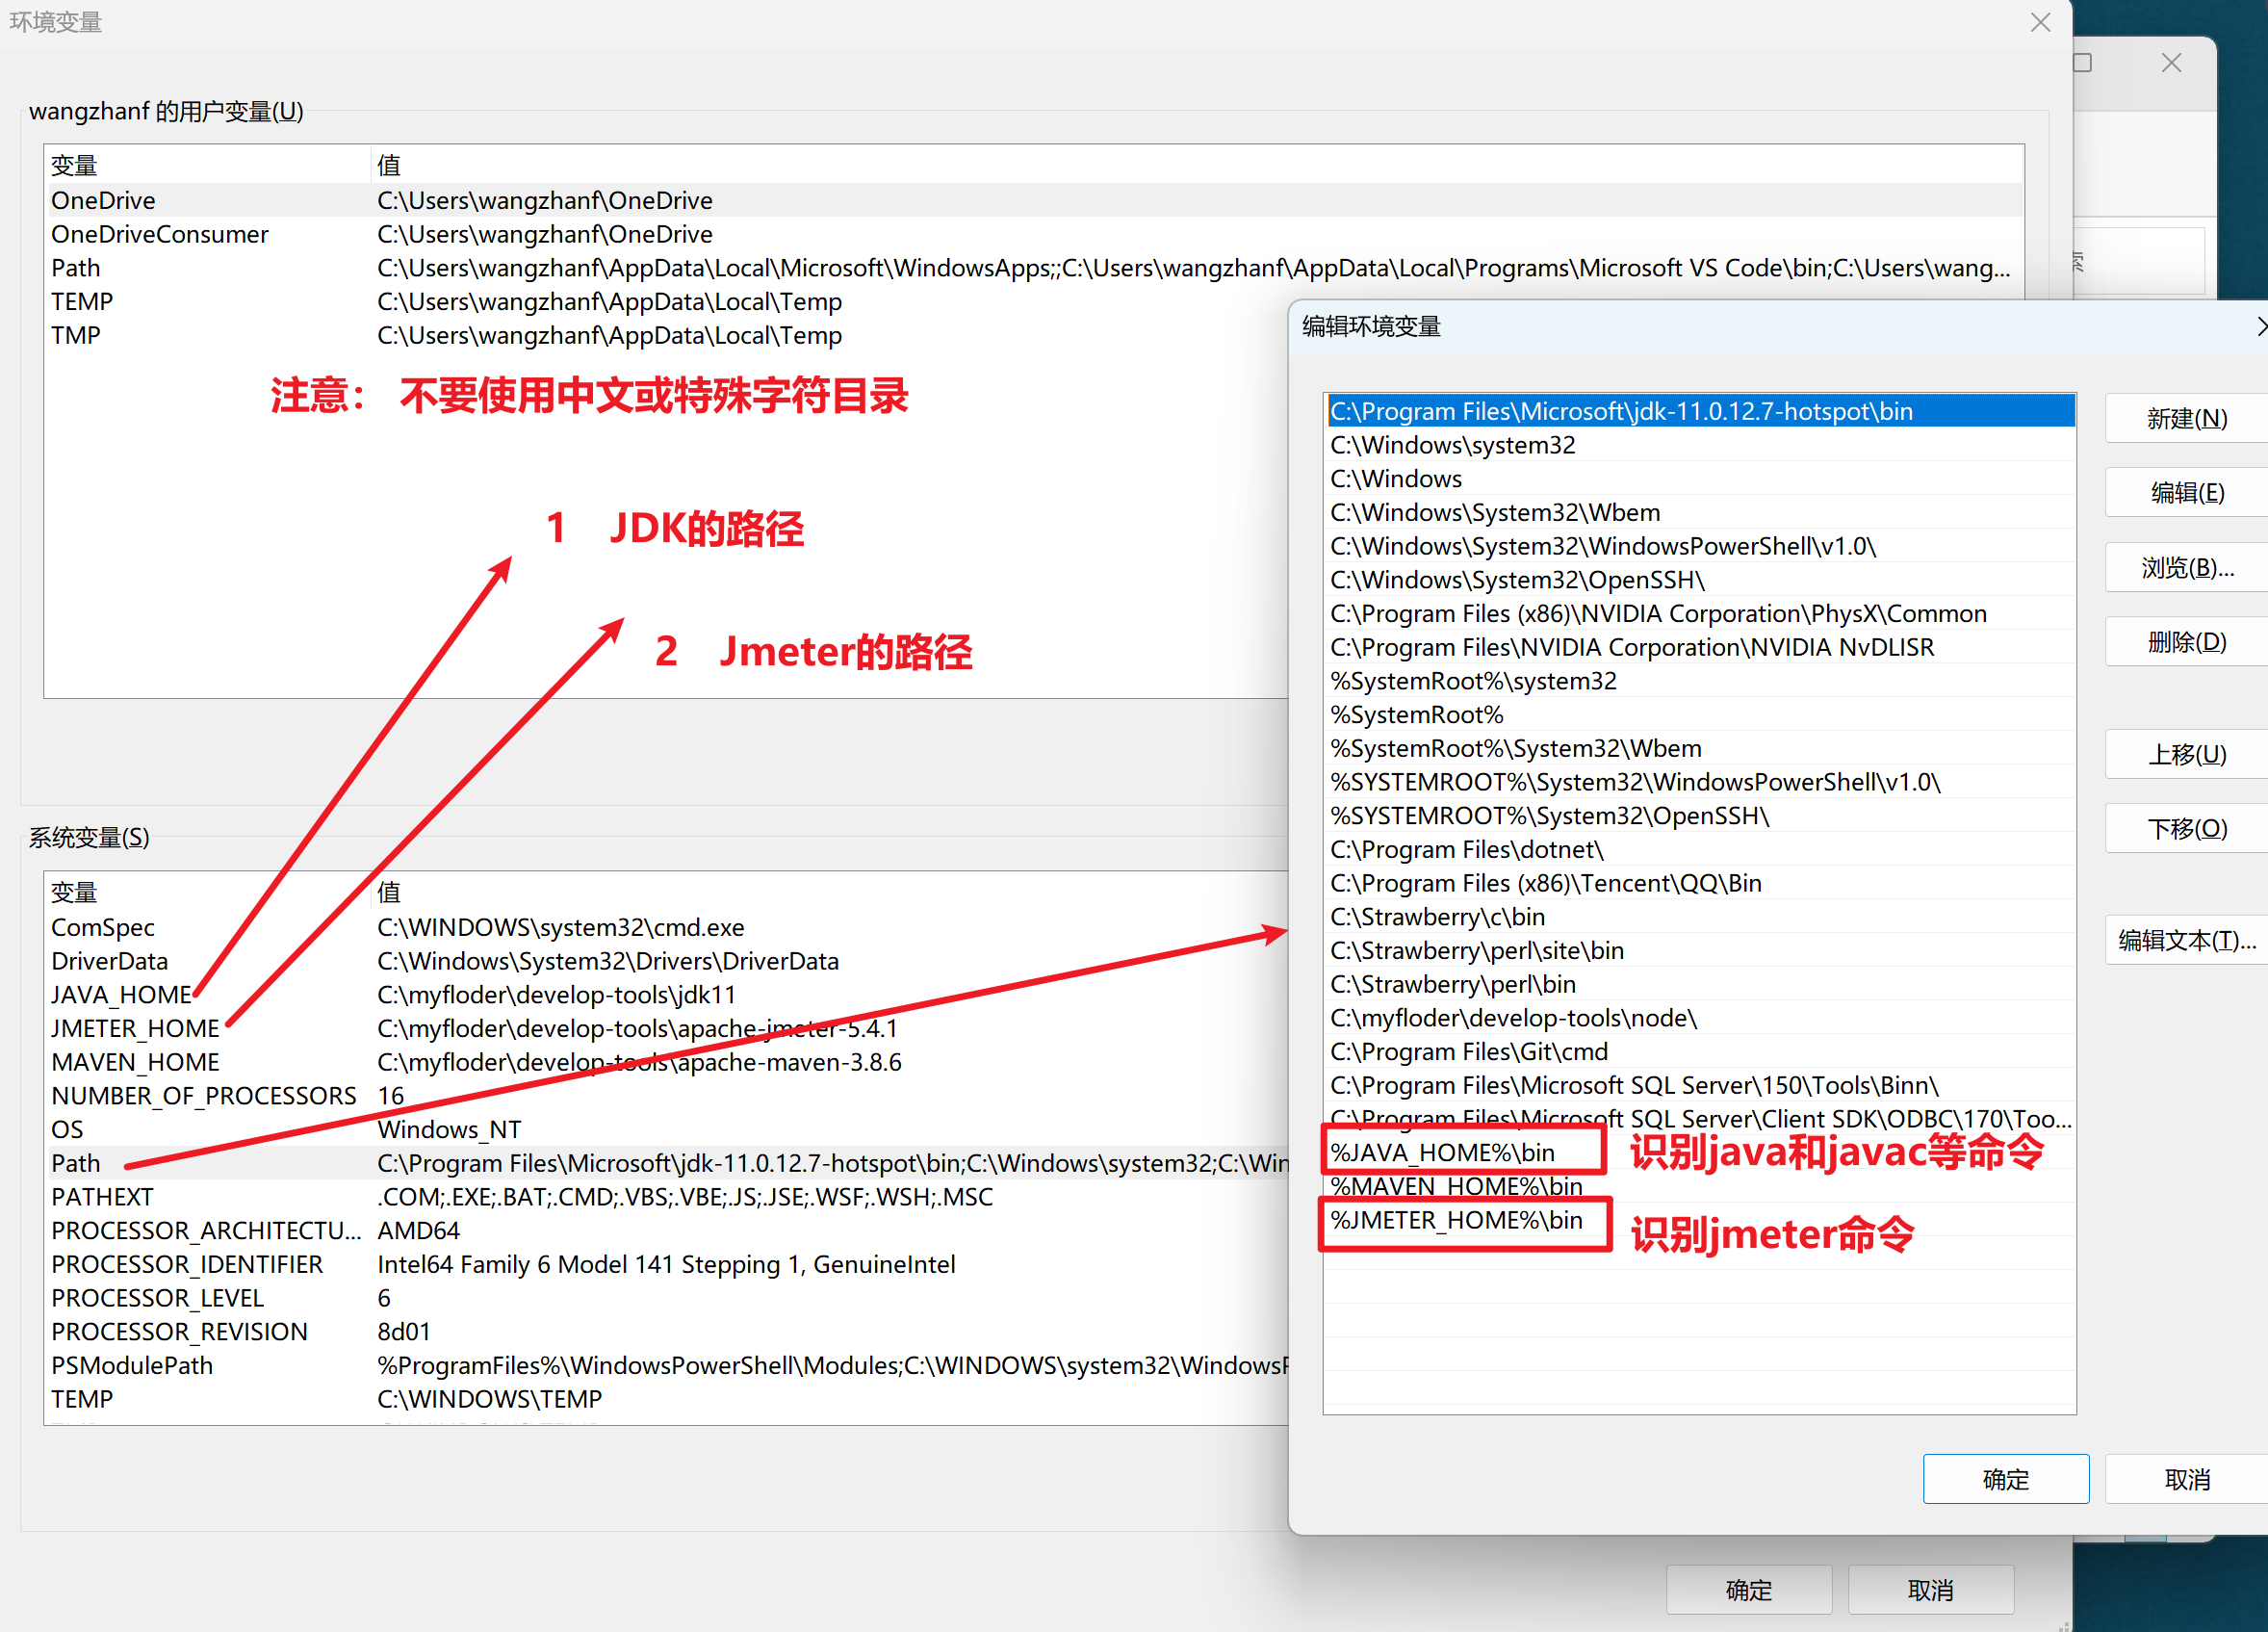 环境变量
wangzhanf 的用户变量(U)
变量 值
OneDrive C:\Users\wangzhanf\OneDrive
OneDriveConsumer C:\Users\wangzhanf\OneDrive
Path C:\Users\wangzhanf\AppData\Local\Microsoft\WindowsApps;;C:\Users\wangzhanf\AppData\Local\Programs\Microsoft VS Code\bin;C:\Users\wang...
TEMP C:\Users\wangzhanf\AppData\Local\Temp
TMP C:\Users\wangzhanf\AppData\Local\Temp
注意： 不要使用中文或特殊字符目录
1 JDK的路径
2 Jmeter的路径
系统变量(S)
变量 值
ComSpec C:\WINDOWS\system32\cmd.exe
DriverData C:\Windows\System32\Drivers\DriverData
JAVA_HOME C:\myfloder\develop-tools\jdk11
JMETER_HOME C:\myfloder\develop-tools\apache-jmeter-5.4.1
MAVEN_HOME C:\myfloder\develop-tools\apache-maven-3.8.6
NUMBER_OF_PROCESSORS 16
OS Windows_NT
Path C:\Program Files\Microsoft\jdk-11.0.12.7-hotspot\bin;C:\Windows\system32;C:\Win
PATHEXT .COM;.EXE;.BAT;.CMD;.VBS;.VBE;.JS;.JSE;.WSF;.WSH;.MSC
PROCESSOR_ARCHITECTU... AMD64
PROCESSOR_IDENTIFIER Intel64 Family 6 Model 141 Stepping 1, GenuineIntel
PROCESSOR_LEVEL 6
PROCESSOR_REVISION 8d01
PSModulePath %ProgramFiles%\WindowsPowerShell\Modules;C:\WINDOWS\system32\Windows
TEMP C:\WINDOWS\TEMP
确定 取消
编辑环境变量
C:\Program Files\Microsoft\jdk-11.0.12.7-hotspot\bin
C:\Windows\system32
C:\Windows
C:\Windows\System32\Wbem
C:\Windows\System32\WindowsPowerShell\v1.0\
C:\Windows\System32\OpenSSH\
C:\Program Files (x86)\NVIDIA Corporation\PhysX\Common
C:\Program Files\NVIDIA Corporation\NVIDIA NvDLISR
%SystemRoot%\system32
%SystemRoot%
%SystemRoot%\System32\Wbem
%SYSTEMROOT%\System32\WindowsPowerShell\v1.0\
%SYSTEMROOT%\System32\OpenSSH\
C:\Program Files\dotnet\
C:\Program Files (x86)\Tencent\QQ\Bin
C:\Strawberry\c\bin
C:\Strawberry\perl\site\bin
C:\Strawberry\perl\bin
C:\myfloder\develop-tools\node\
C:\Program Files\Git\cmd
C:\Program Files\Microsoft SQL Server\150\Tools\Binn\
C:\Program Files\Microsoft SQL Server\Client SDK\ODBC\170\Too...
%JAVA_HOME%\bin 识别java和javac等命令
%MAVEN_HOME%\bin
%JMETER_HOME%\bin 识别jmeter命令
新建(N)
编辑(E)
浏览(B)...
删除(D)
上移(U)
下移(O)
编辑文本(T)...
确定 取消